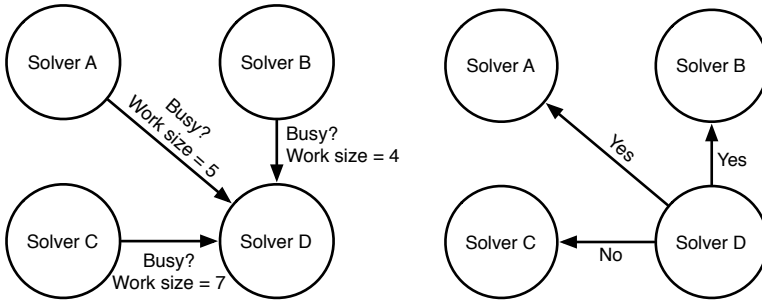 Solver A
Solver B
Busy?
Work size = 5
Busy?
Work size = 4
Solver C
Solver D
Busy?
Work size = 7
Solver A
Solver B
Yes
Yes
Solver C
Solver D
No